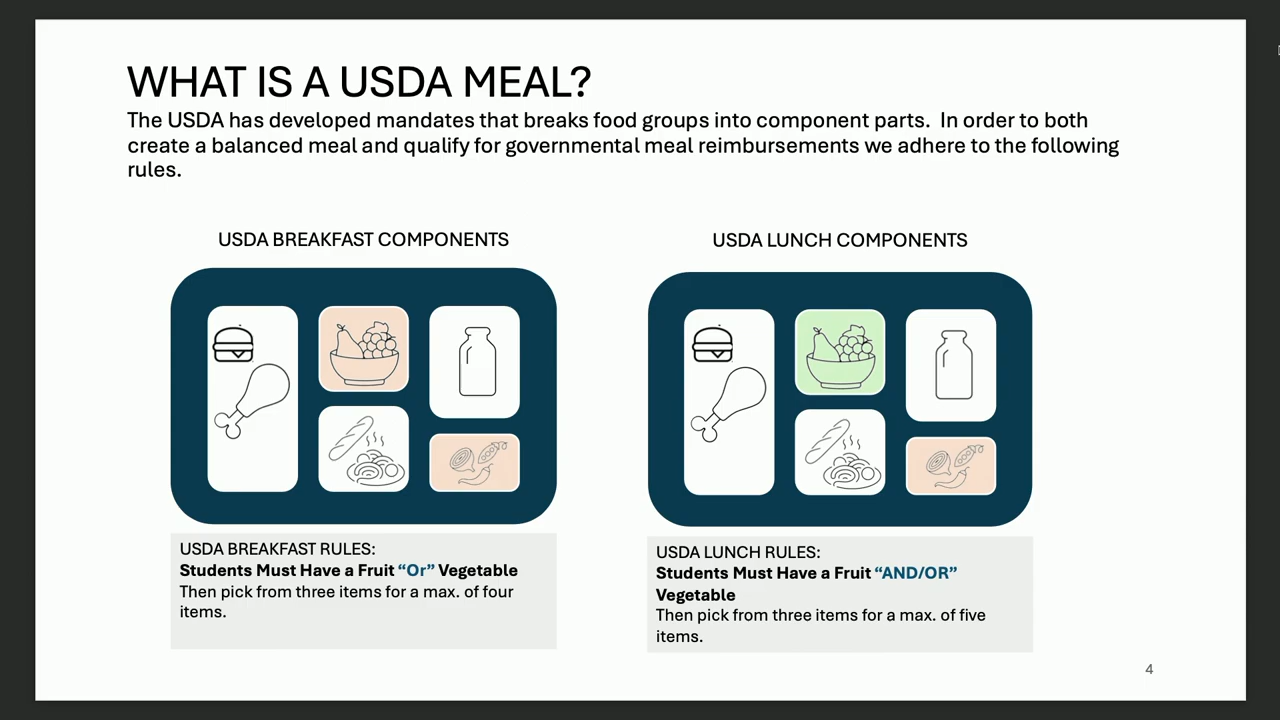 WHAT IS A USDA MEAL?
The USDA has developed mandates that breaks food groups into component parts.  In order to both
create a balanced meal and qualify for governmental meal reimbursements we adhere to the following
rules.
USDA BREAKFAST COMPONENTS
USDA BREAKFAST RULES:
Students Must Have a Fruit “Or” Vegetable
Then pick from three items for a max. of four
items.
USDA LUNCH COMPONENTS
USDA LUNCH RULES:
Students Must Have a Fruit “AND/OR”
Vegetable
Then pick from three items for a max. of five
items.
4